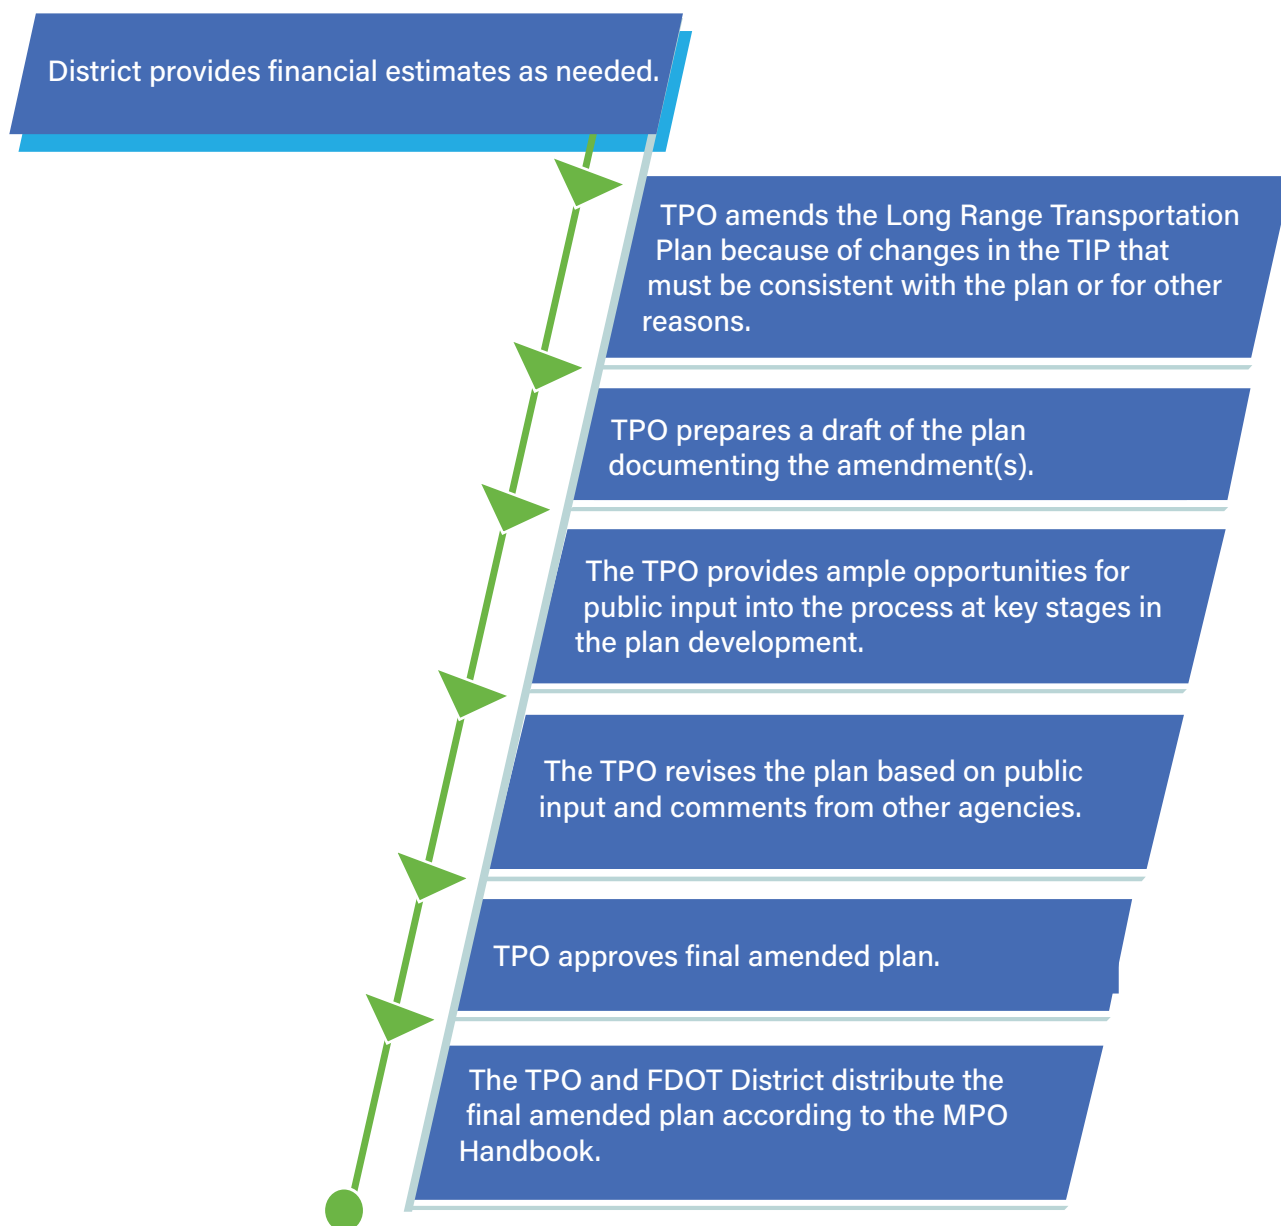 District provides financial estimates as needed.
TPO amends the Long Range Transportation
Plan because of changes in the TIP that
must be consistent with the plan or for other
reasons.
TPO prepares a draft of the plan
documenting the amendment(s).
The TPO provides ample opportunities for
public input into the process at key stages in
the plan development.
The TPO revises the plan based on public
input and comments from other agencies.
TPO approves final amended plan.
The TPO and FDOT District distribute the
final amended plan according to the MPO
Handbook.